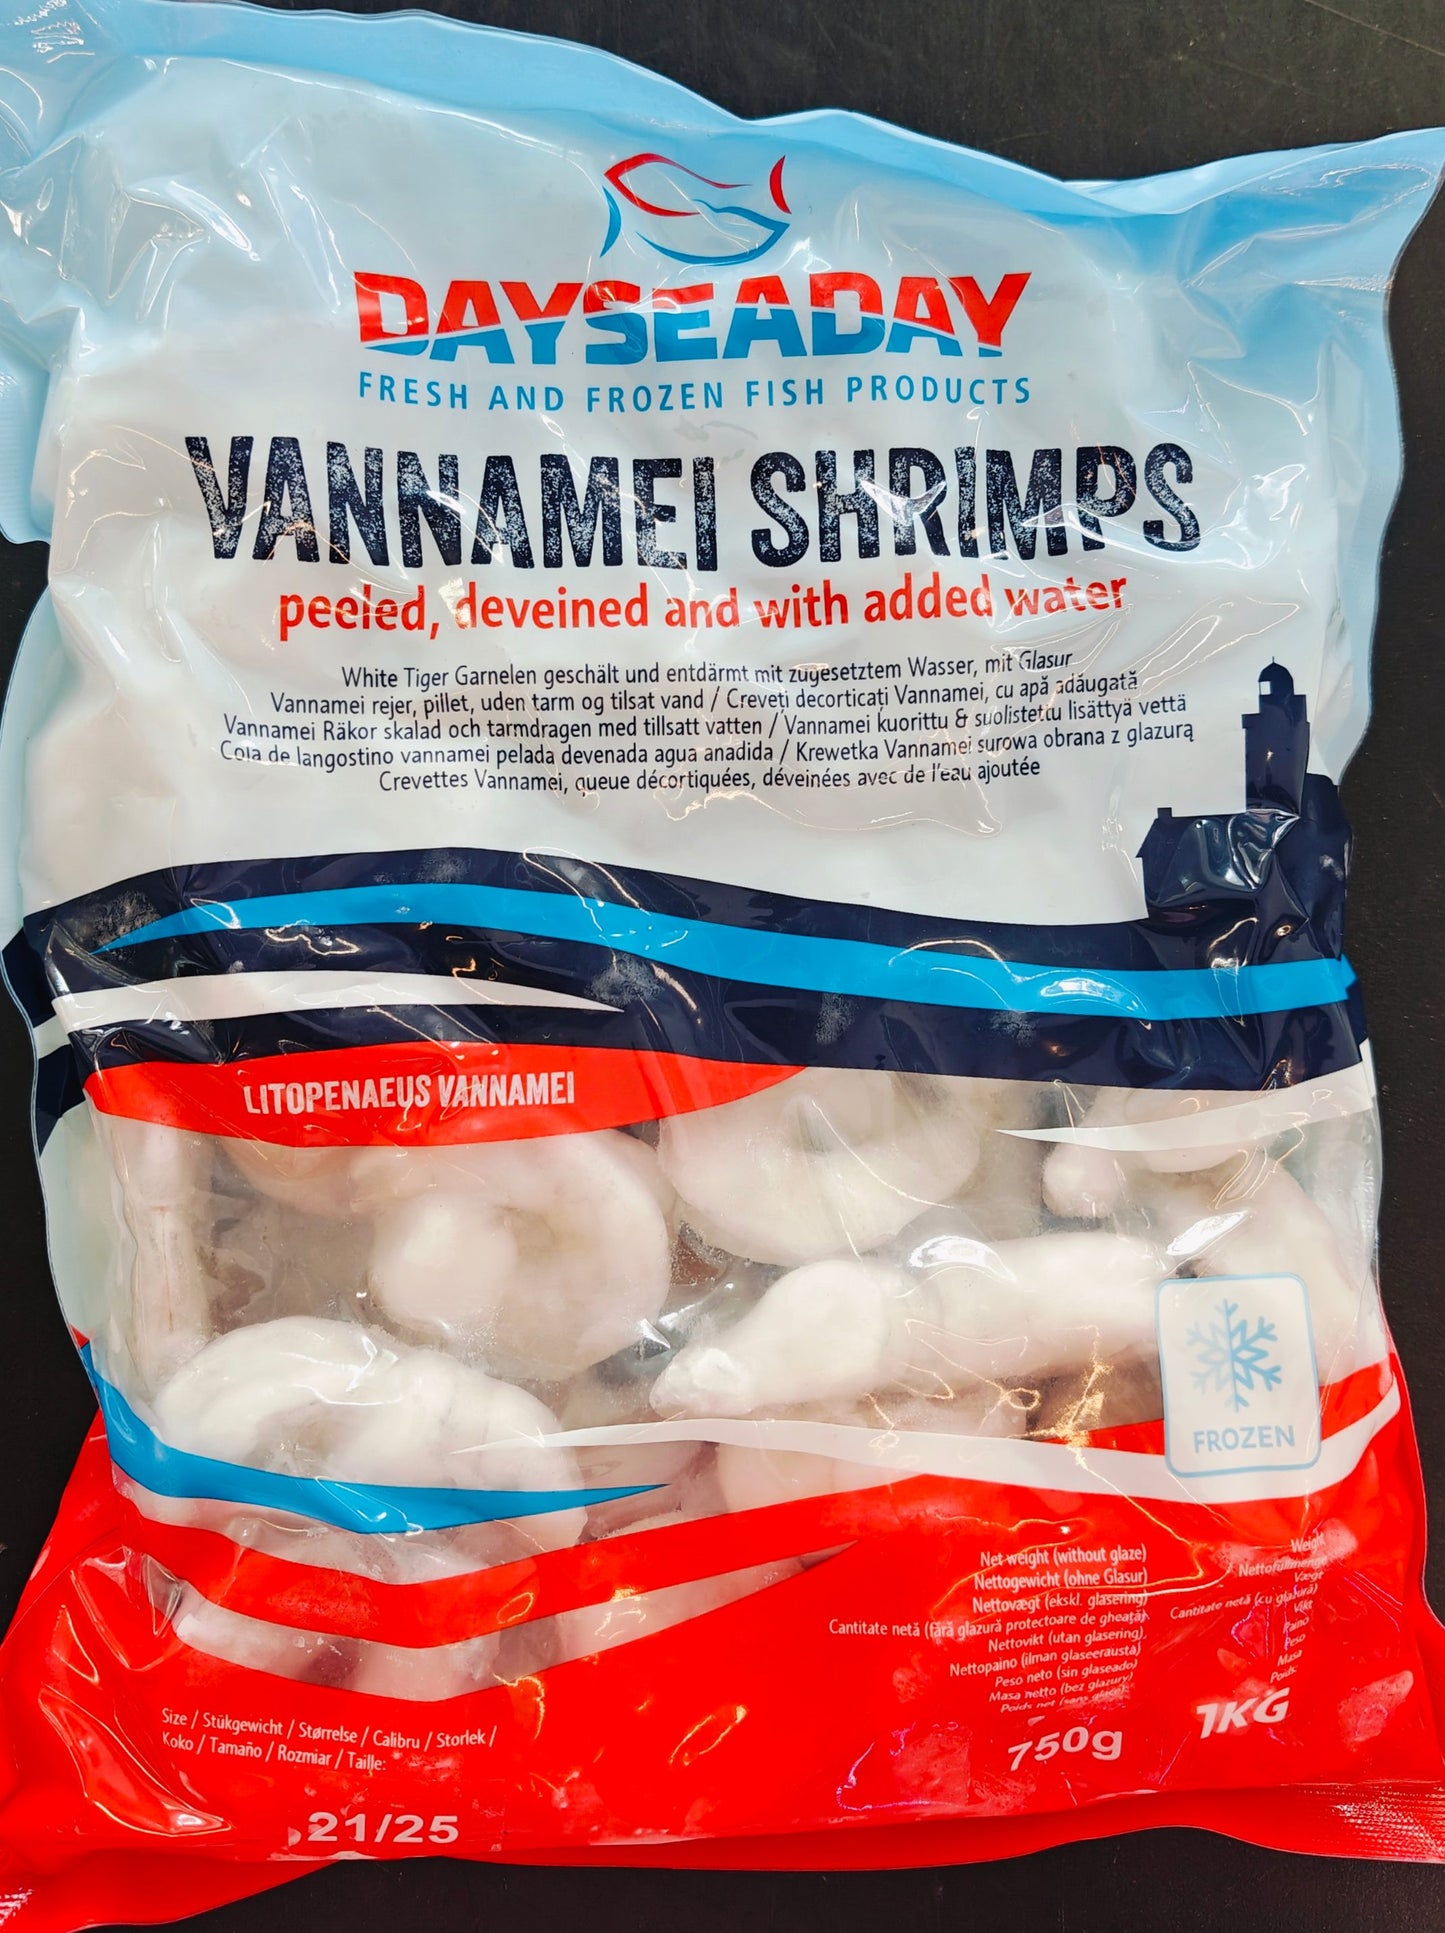 DAYSEADAY
FRESH AND FROZEN FISH PRODUCTS
VANNAMEI SHRIMPS
peeled, deveined and with added water
White Tiger Garnelen geschält und entdärmt mit zugesetztem Wasser, mit Glasur
Vannamei rejer, pillet, uden tarm og tilsat vand / Creveți decorticați Vannamei, cu apă adăugată
Vannamei Räkor skalad och tarmdragen med tillsatt vatten / Vannamei kuorittu & suolistettu lisättyä vettä
Cola de langostino vannamei pelada devenada agua anadida / Krewetka Vannamei surowa obrana z glazurą
Crevettes Vannamei, queue décortiquées, déveinées avec de l'eau ajoutée
LITOPENAEUS VANNAMEI
FROZEN
Net weight (without glaze)
Nettogewicht (ohne Glasur)
Nettovægt (ekskl. glasering)
Cantitate netă (fără glazură protectoare de gheață)
Nettovikt (utan glasering)
Nettopaino (ilman glaseerausta)
Peso neto (sin glaseado)
Masa netto (bez glazury)
Poids net (sans glace):
750g
Weight
Nettofüllmenge
Vægt
Cantitate netă (cu glazură)
Vikt
Paino
Peso
Masa
Poids:
1KG
Size / Stükgewicht / Størrelse / Calibru / Storlek /
Koko / Tamaño / Rozmiar / Taille:
21/25